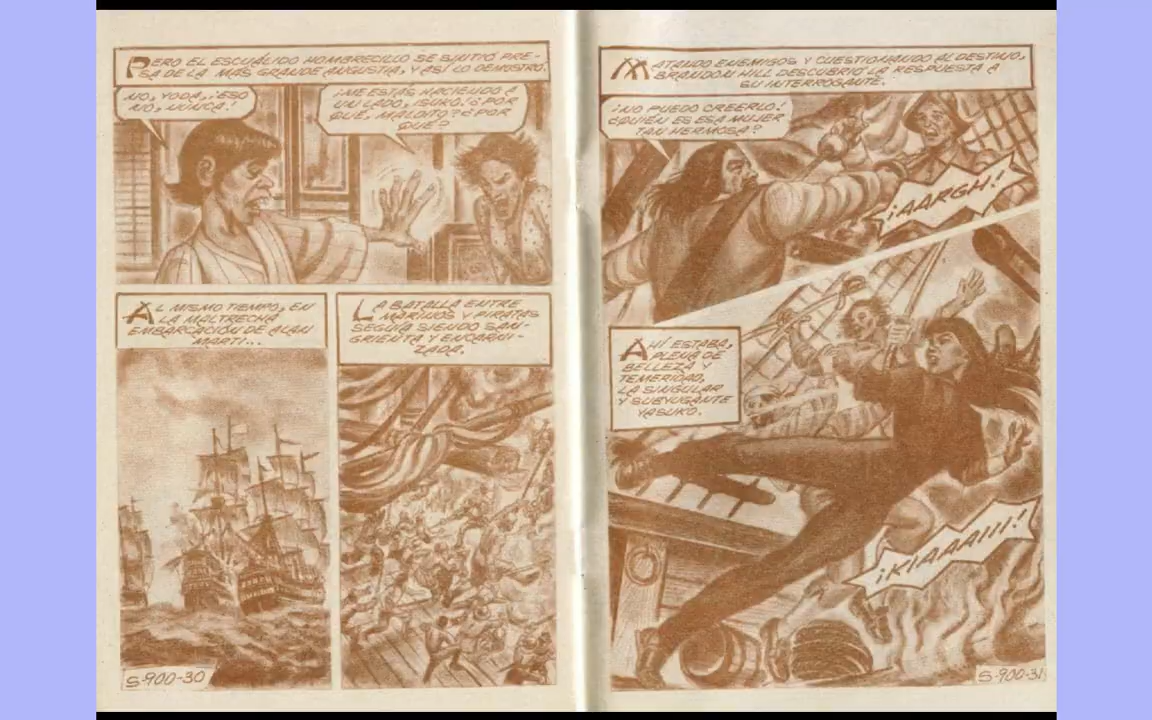 PERO EL ESCUÁLIDO HOMBRECILLO SE SINTIÓ PRE-
SA DE LA MÁS GRANDE ANGUSTIA, Y ASÍ LO DEMOSTRÓ.
NO, YODA,.. ESO
NO, NUNCA!
¡ME ESTÁS HACIENDO A
UN LADO, ISUKO. ¿POR
QUÉ, MALDITO? ¿POR
QUÉ?
AL MISMO TIEMPO, EN
LA MALTRECHA
EMBARCACIÓN DE ALAN
MARTI...
LA BATALLA ENTRE
MARINOS Y PIRATAS
SEGUÍA SIENDO SAN-
GRIENTA Y ENCARNI-
ZADA.
S-900-30
MATANDO ENEMIGOS Y CUESTIONANDO AL DESTINO,
BRANDON HILL DESCUBRIÓ LA RESPUESTA A
SU INTERROGANTE.
¡NO PUEDO CREERLO!
¿QUIÉN ES ESA MUJER
TAN HERMOSA?
¡AARGH!
AHÍ ESTABA,
PLENA DE
BELLEZA Y
TEMERIDAD,
LA SINGULAR
Y SUBYUGANTE
YASUKO.
¡KIAAAIII!
S-900-31